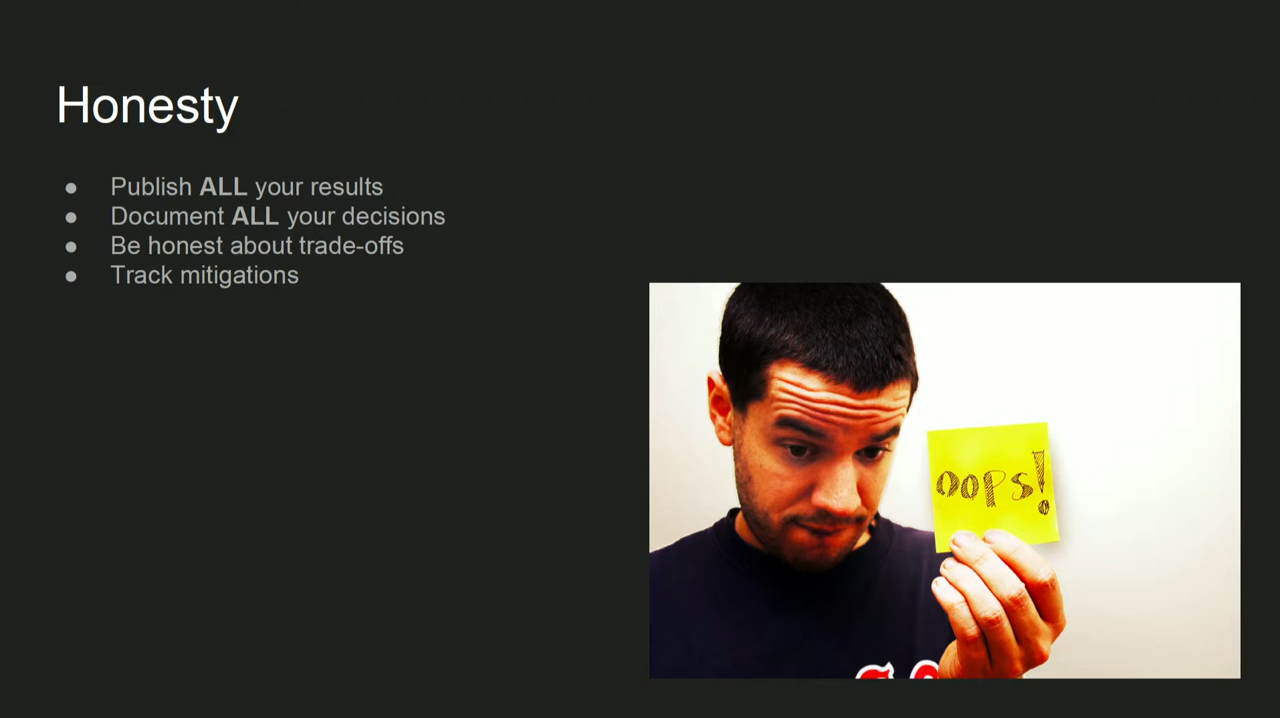 Honesty
● Publish ALL your results
● Document ALL your decisions
● Be honest about trade-offs
● Track mitigations
oops!